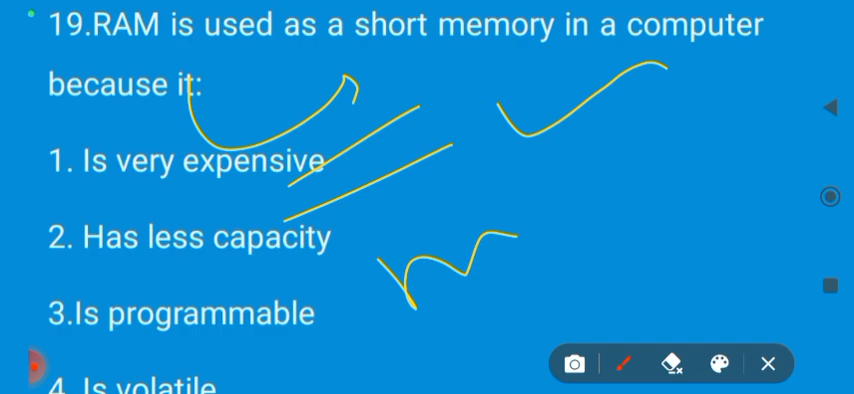 19.RAM is used as a short memory in a computer
because it:
1. Is very expensive
2. Has less capacity
3.Is programmable
4. Is volatile